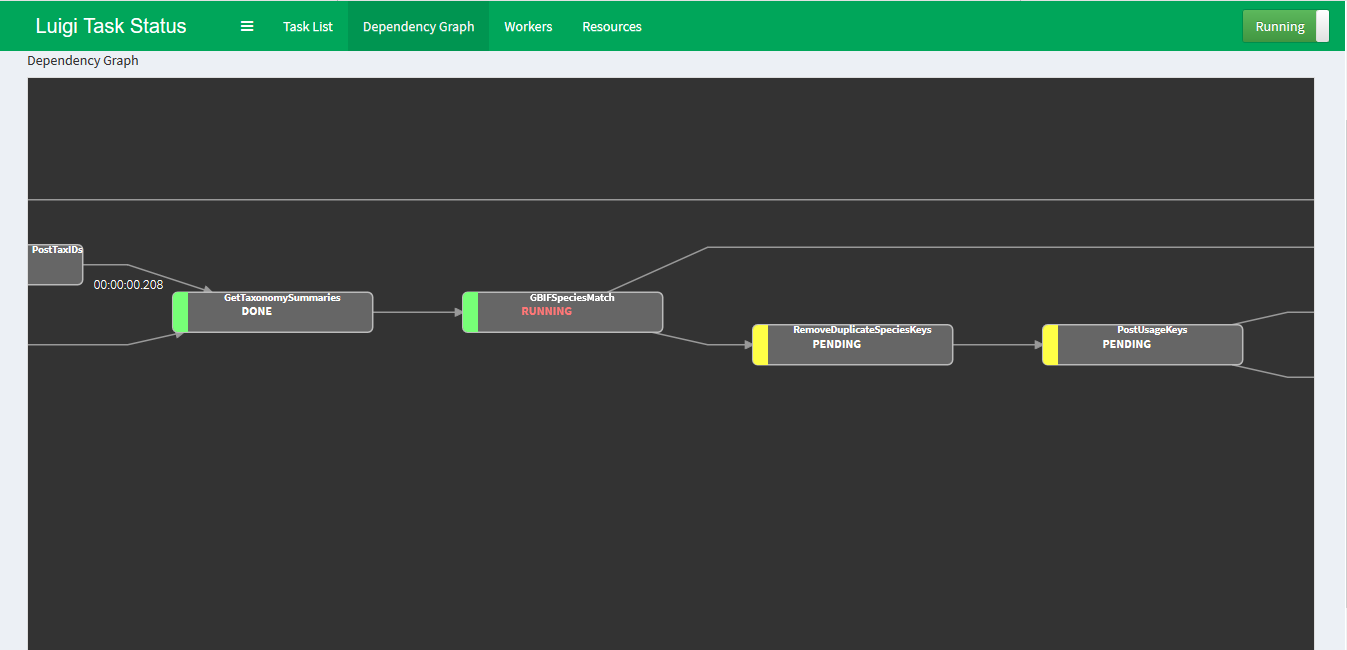 Luigi Task Status
Task List
Dependency Graph
Workers
Resources
Running
Dependency Graph
PostTaxIDs
00:00:00.208
GetTaxonomySummaries
DONE
GBIFSpeciesMatch
RUNNING
RemoveDuplicateSpeciesKeys
PENDING
PostUsageKeys
PENDING